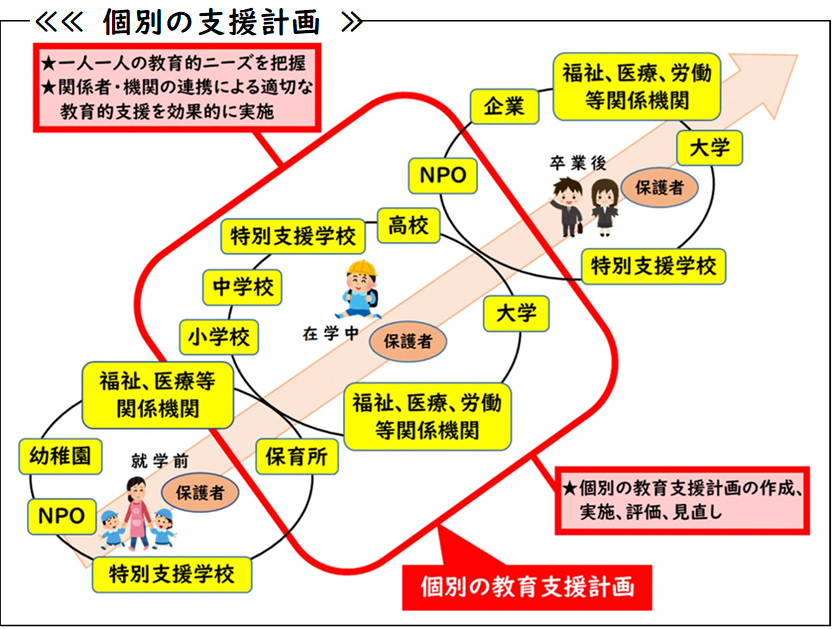 ≪≪ 個別の支援計画 ≫
★一人一人の教育的ニーズを把握
★関係者・機関の連携による適切な
教育的支援を効果的に実施
福祉、医療、労働
等関係機関
企業
大学
NPO
卒業後
保護者
特別支援学校
高校
特別支援学校
中学校
小学校
在学中
保護者
大学
福祉、医療、労働
等関係機関
福祉、医療等
関係機関
幼稚園
就学前
保護者
保育所
NPO
特別支援学校
★個別の教育支援計画の作成、
実施、評価、見直し
個別の教育支援計画